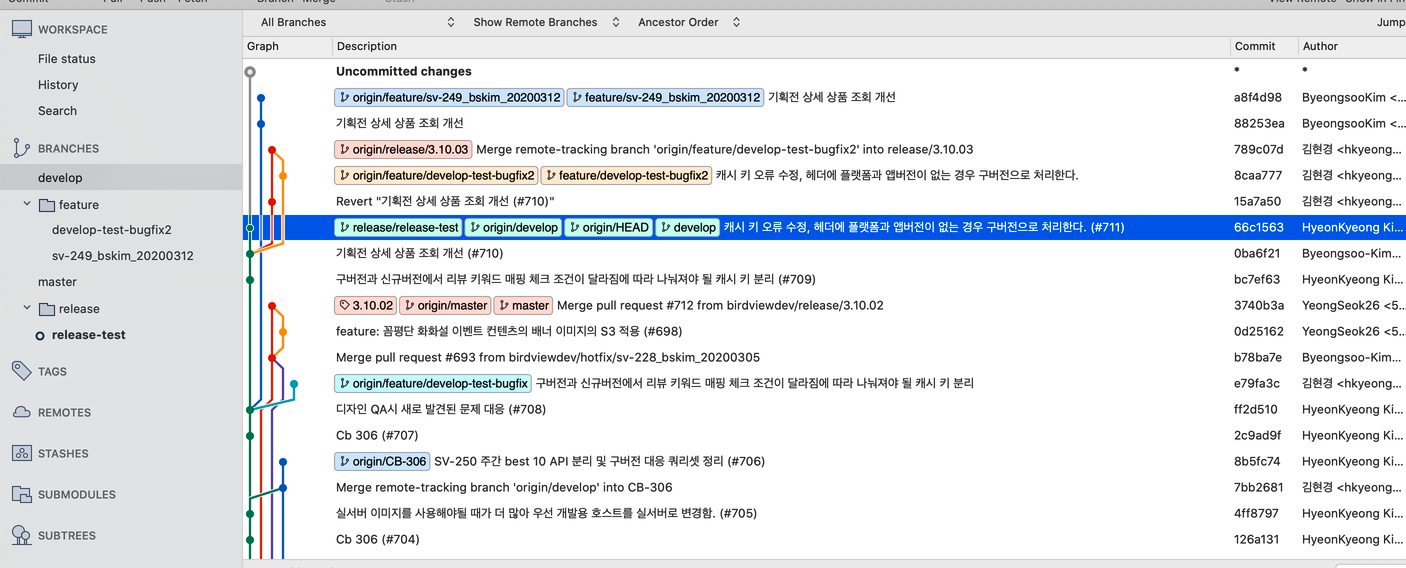 Commit Pull Push Fetch Branch Merge Stash View Remote Show in Fin
All Branches Show Remote Branches Ancestor Order Jump
Graph Description Commit Author
WORKSPACE
File status
History
Search
BRANCHES
develop
feature
develop-test-bugfix2
sv-249_bskim_20200312
master
release
release-test
TAGS
REMOTES
STASHES
SUBMODULES
SUBTREES
Uncommitted changes * *
origin/feature/sv-249_bskim_20200312 feature/sv-249_bskim_20200312 기획전 상세 상품 조회 개선 a8f4d98 ByeongsooKim <...
기획전 상세 상품 조회 개선 88253ea ByeongsooKim <...
origin/release/3.10.03 Merge remote-tracking branch 'origin/feature/develop-test-bugfix2' into release/3.10.03 789c07d 김현경 <hkyeong...
origin/feature/develop-test-bugfix2 feature/develop-test-bugfix2 캐시 키 오류 수정, 헤더에 플랫폼과 앱버전이 없는 경우 구버전으로 처리한다. 8caa777 김현경 <hkyeong...
Revert "기획전 상세 상품 조회 개선 (#710)" 15a7a50 김현경 <hkyeong...
release/release-test origin/develop origin/HEAD develop 캐시 키 오류 수정, 헤더에 플랫폼과 앱버전이 없는 경우 구버전으로 처리한다. (#711) 66c1563 HyeonKyeong Ki...
기획전 상세 상품 조회 개선 (#710) 0ba6f21 Byeongsoo-Kim...
구버전과 신규버전에서 리뷰 키워드 매핑 체크 조건이 달라짐에 따라 나눠져야 될 캐시 키 분리 (#709) bc7ef63 HyeonKyeong Ki...
3.10.02 origin/master master Merge pull request #712 from birdviewdev/release/3.10.02 3740b3a YeongSeok26 <5...
feature: 꼼평단 화화설 이벤트 컨텐츠의 배너 이미지의 S3 적용 (#698) 0d25162 YeongSeok26 <5...
Merge pull request #693 from birdviewdev/hotfix/sv-228_bskim_20200305 b78ba7e Byeongsoo-Kim...
origin/feature/develop-test-bugfix 구버전과 신규버전에서 리뷰 키워드 매핑 체크 조건이 달라짐에 따라 나눠져야 될 캐시 키 분리 e79fa3c 김현경 <hkyeong...
디자인 QA시 새로 발견된 문제 대응 (#708) ff2d510 HyeonKyeong Ki...
Cb 306 (#707) 2c9ad9f HyeonKyeong Ki...
origin/CB-306 SV-250 주간 best 10 API 분리 및 구버전 대응 쿼리셋 정리 (#706) 8b5fc74 HyeonKyeong Ki...
Merge remote-tracking branch 'origin/develop' into CB-306 7bb2681 김현경 <hkyeong...
실서버 이미지를 사용해야될 때가 더 많아 우선 개발용 호스트를 실서버로 변경함. (#705) 4ff8797 HyeonKyeong Ki...
Cb 306 (#704) 126a131 HyeonKyeong Ki...